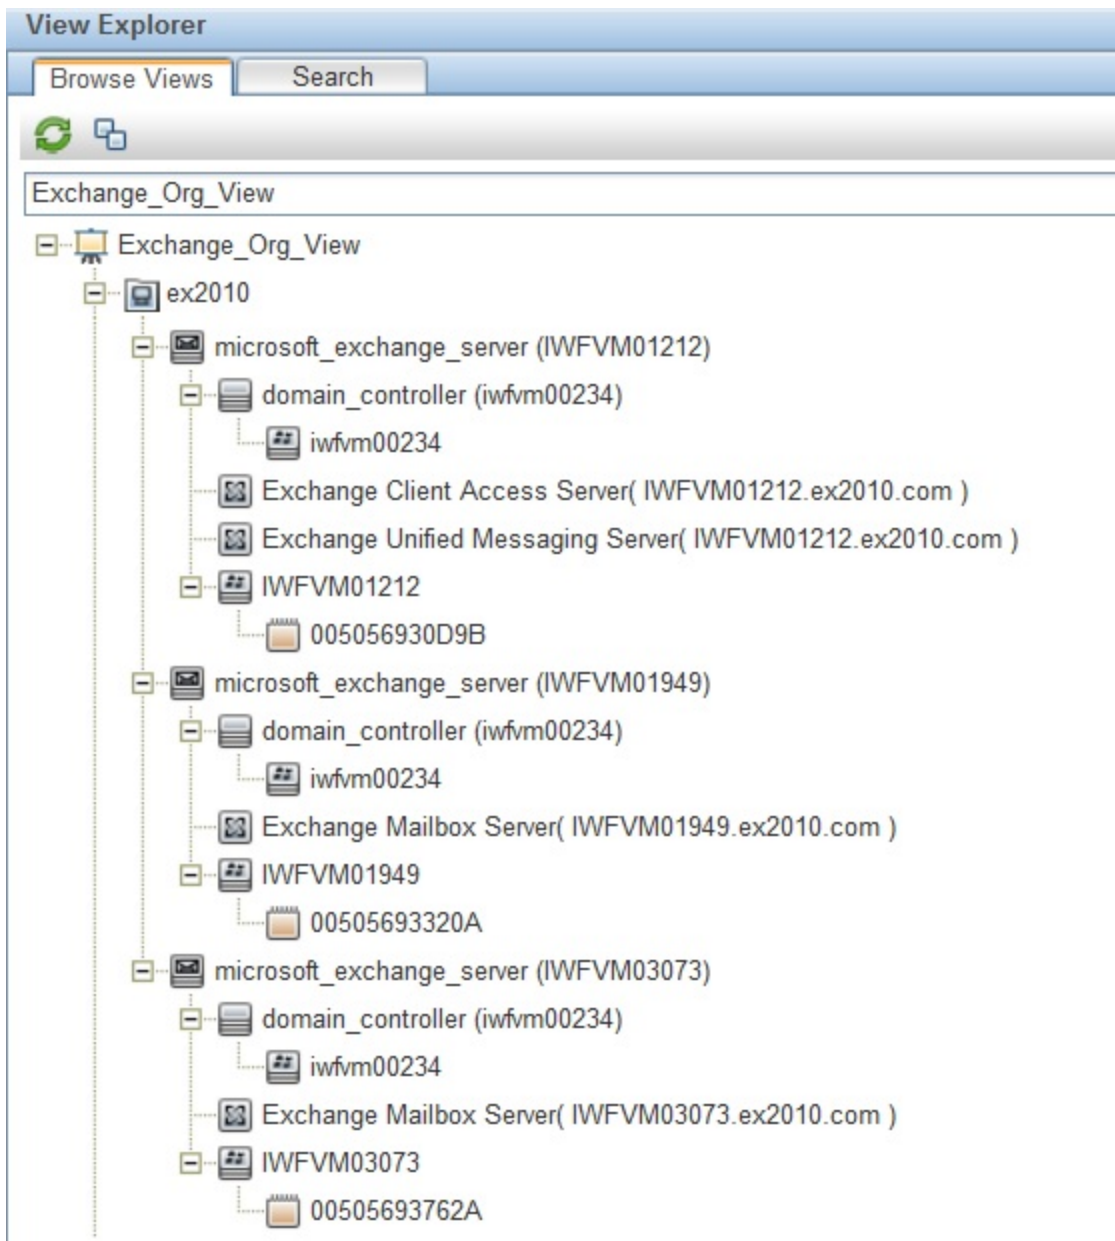 View Explorer
Browse Views Search
Exchange_Org_View
Exchange_Org_View
ex2010
microsoft_exchange_server (IWFVM01212)
domain_controller (iwfvm00234)
iwfvm00234
Exchange Client Access Server( IWFVM01212.ex2010.com )
Exchange Unified Messaging Server( IWFVM01212.ex2010.com )
IWFVM01212
005056930D9B
microsoft_exchange_server (IWFVM01949)
domain_controller (iwfvm00234)
iwfvm00234
Exchange Mailbox Server( IWFVM01949.ex2010.com )
IWFVM01949
00505693320A
microsoft_exchange_server (IWFVM03073)
domain_controller (iwfvm00234)
iwfvm00234
Exchange Mailbox Server( IWFVM03073.ex2010.com )
IWFVM03073
00505693762A